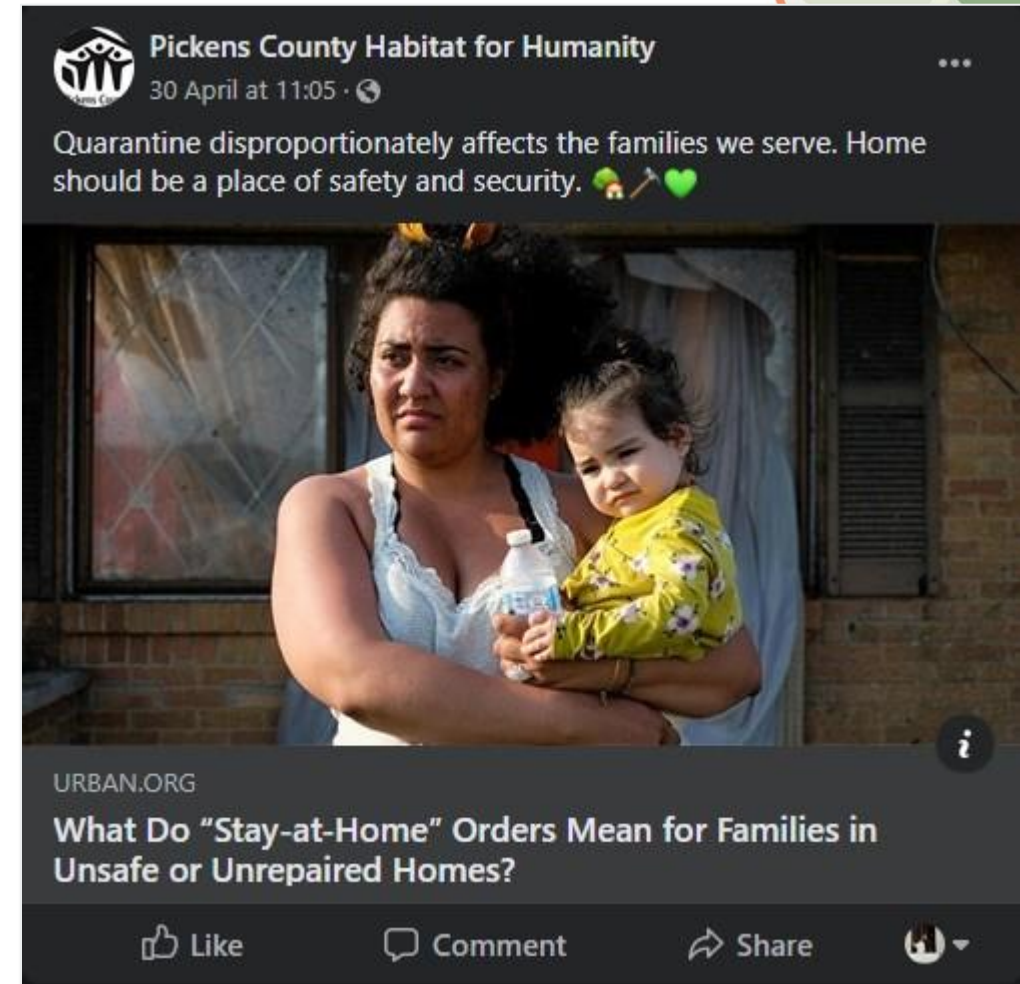 Pickens County Habitat for Humanity
30 April at 11:05 ·
Quarantine disproportionately affects the families we serve. Home
should be a place of safety and security. 🏡🔨💚
URBAN.ORG
What Do “Stay-at-Home” Orders Mean for Families in
Unsafe or Unrepaired Homes?
Like
Comment
Share